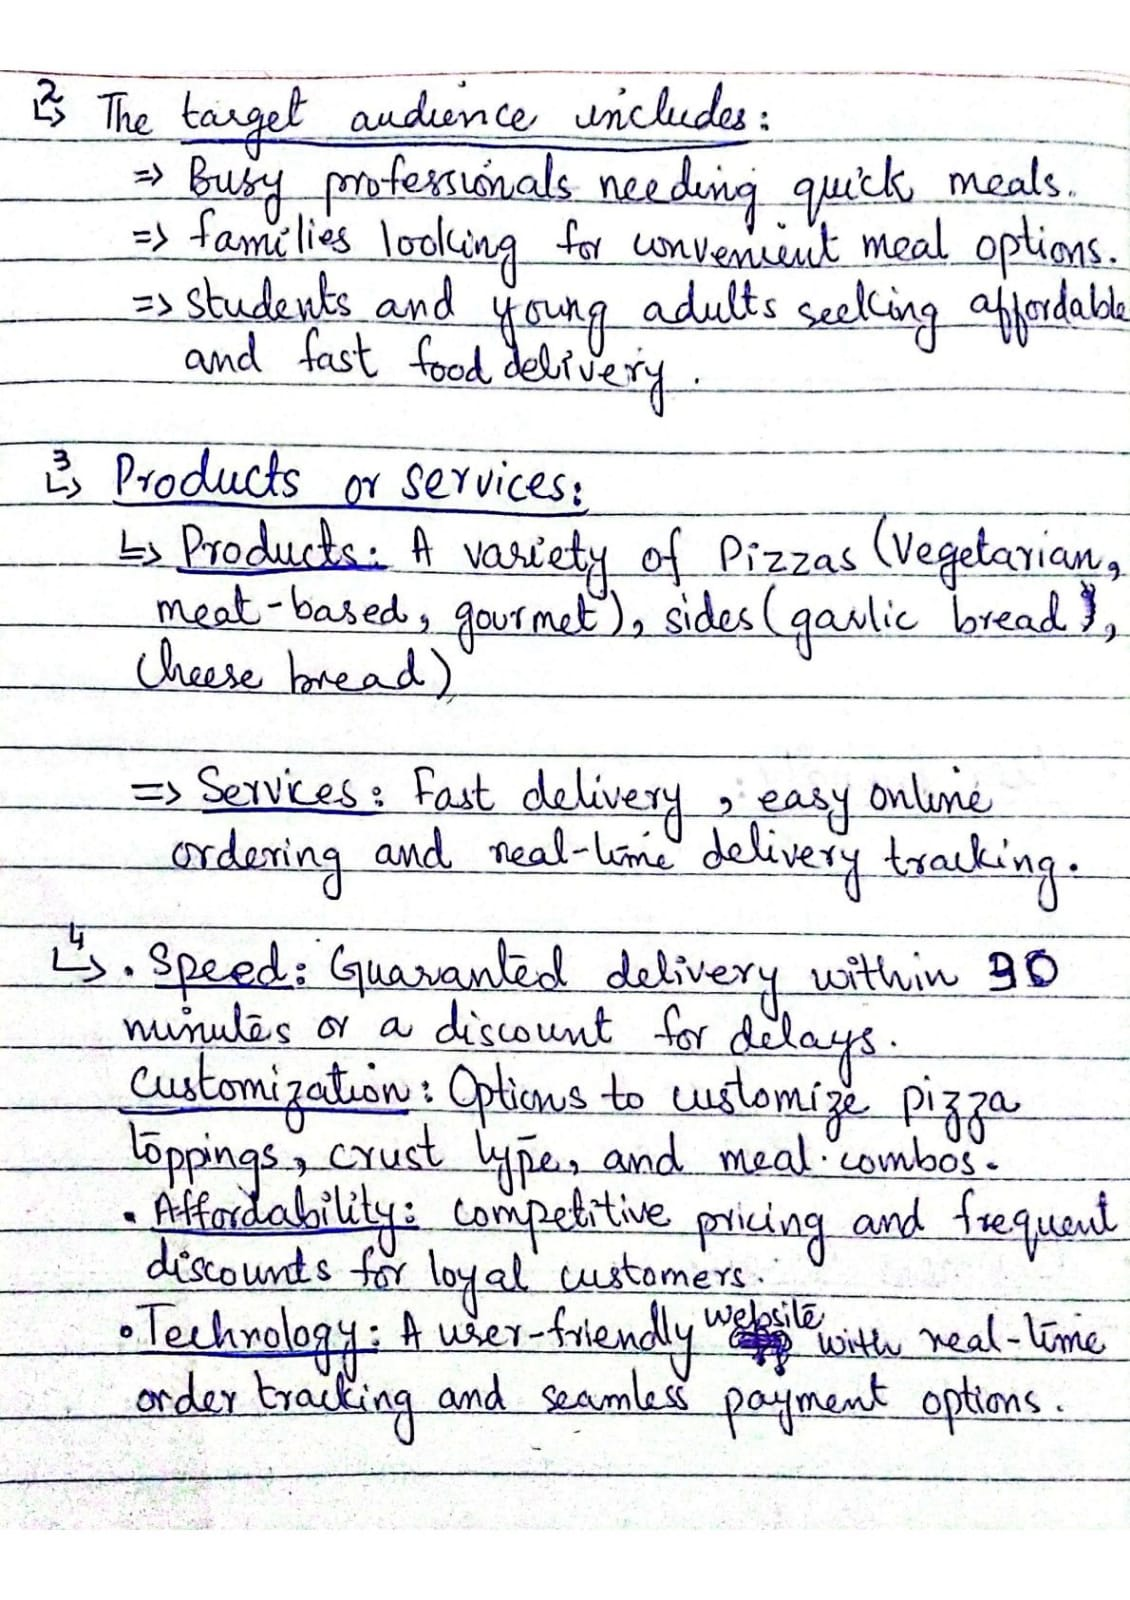 2↳ The target audience includes:
⇒ Busy professionals needing quick meals.
⇒ families looking for convenient meal options.
⇒ students and young adults seeking affordable
and fast food delivery.
3↳ Products or services:
↳ Products: A variety of Pizzas (Vegetarian,
meat-based, gourmet), sides (garlic bread,
Cheese bread)
⇒ Services: Fast delivery, easy online
ordering and real-time delivery tracking.
4↳ • Speed: Guaranted delivery within 30
minutes or a discount for delays.
Customization: Options to customize pizza
toppings, crust type, and meal combos.
• Affordability: competitive pricing and frequent
discounts for loyal customers.
• Technology: A user-friendly website with real-time
order tracking and seamless payment options.